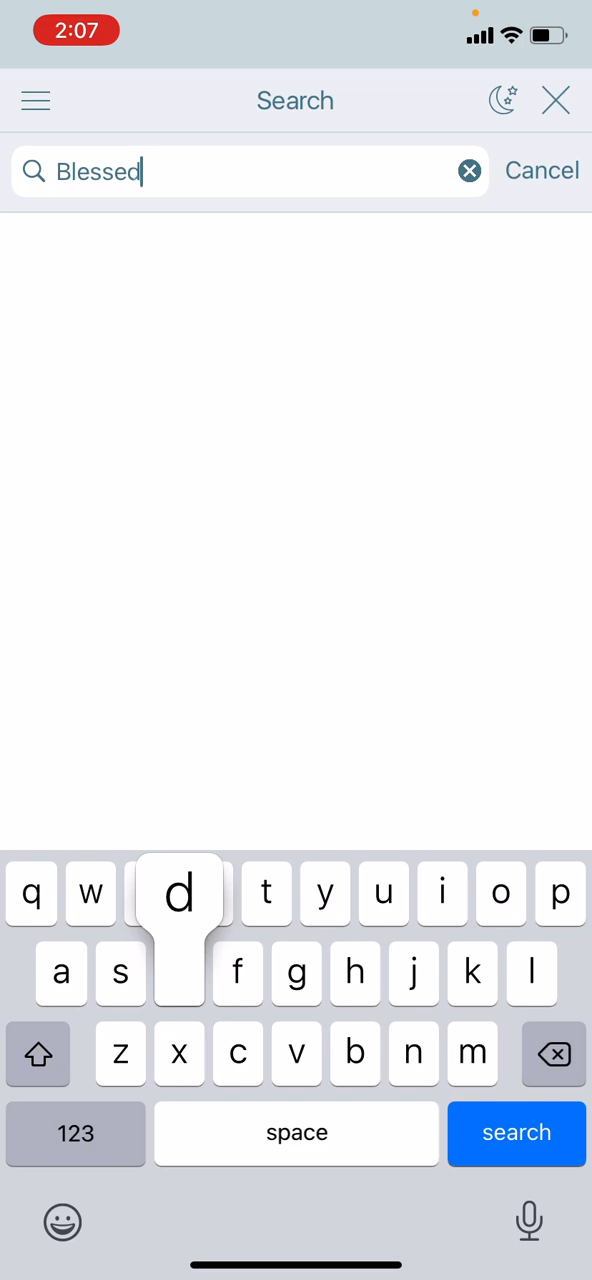 2:07
Search
Blessed
Cancel
q w d t y u i o p
a s f g h j k l
z x c v b n m
123 space search